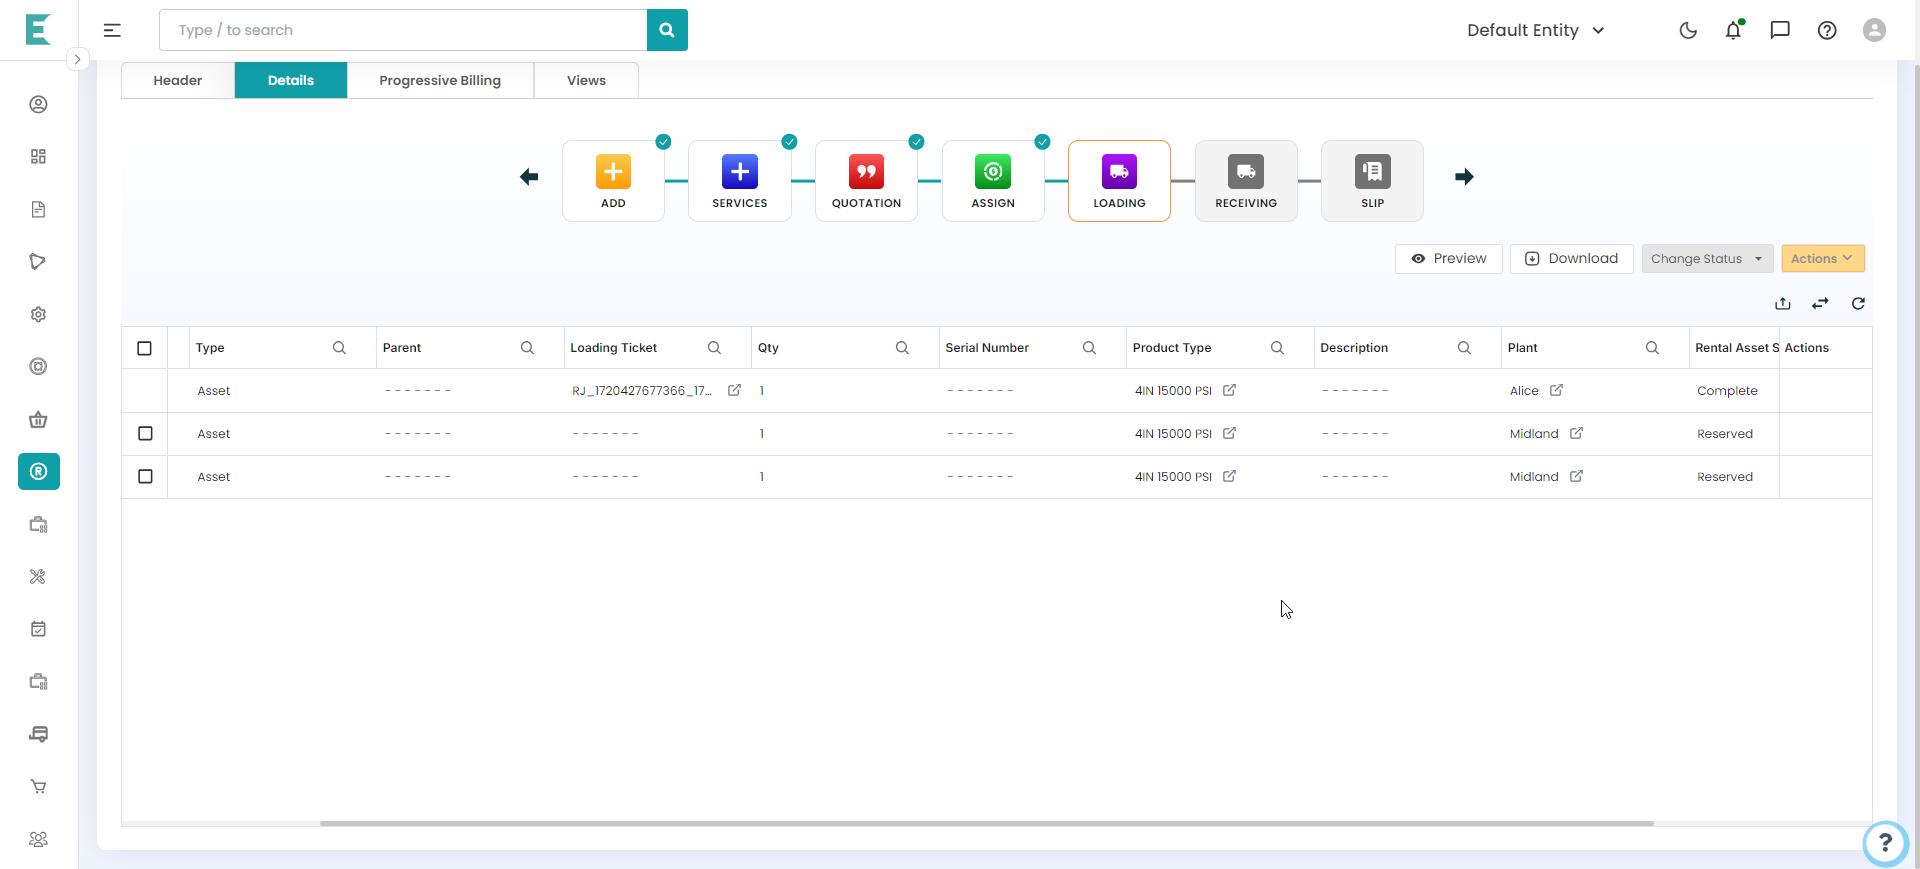 Type / to search
Default Entity
Header
Details
Progressive Billing
Views
ADD
SERVICES
QUOTATION
ASSIGN
LOADING
RECEIVING
SLIP
Preview
Download
Change Status
Actions
Type Parent Loading Ticket Qty Serial Number Product Type Description Plant Rental Asset S Actions
Asset ------- RJ_1720427677366_17... 1 ------- 4IN 15000 PSI ------- Alice Complete
Asset ------- ------- 1 ------- 4IN 15000 PSI ------- Midland Reserved
Asset ------- ------- 1 ------- 4IN 15000 PSI ------- Midland Reserved
?